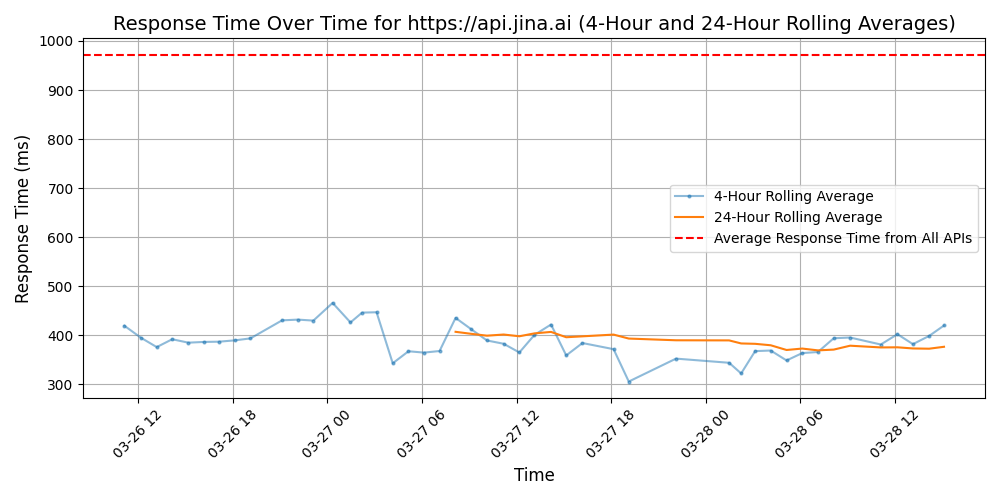 Response Time Over Time for https://api.jina.ai (4-Hour and 24-Hour Rolling Averages)
Response Time (ms)
1000
900
800
700
600
500
400
300
4-Hour Rolling Average
24-Hour Rolling Average
Average Response Time from All APIs
03-26 12
03-26 18
03-27 00
03-27 06
03-27 12
03-27 18
03-28 00
03-28 06
03-28 12
Time